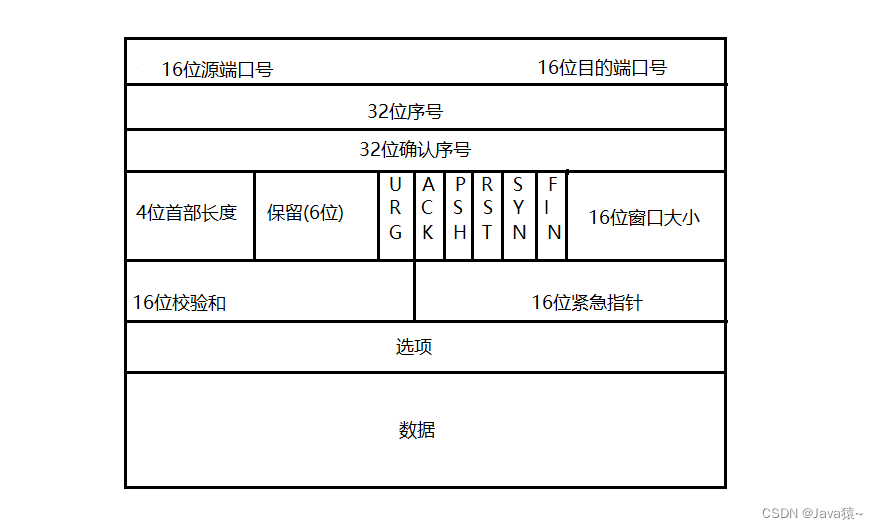 16位源端口号 16位目的端口号
32位序号
32位确认序号
4位首部长度 保留(6位) URG ACK PSH RST SYN FIN 16位窗口大小
16位校验和 16位紧急指针
选项
数据
CSDN @Java猿~